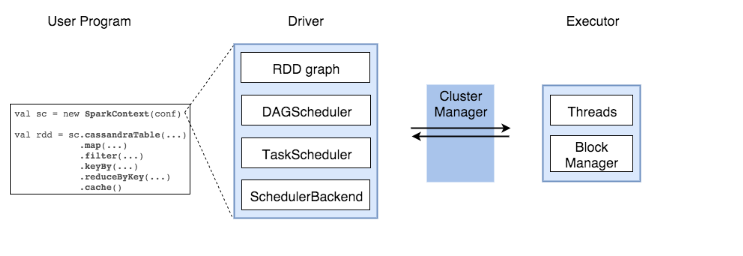 User Program
Driver
Executor
val sc = new SparkContext(conf)
val rdd = sc.cassandraTable(...)
.map(...)
.filter(...)
.keyBy(...)
.reduceByKey(...)
.cache()
RDD graph
DAGScheduler
TaskScheduler
SchedulerBackend
Cluster
Manager
Threads
Block
Manager